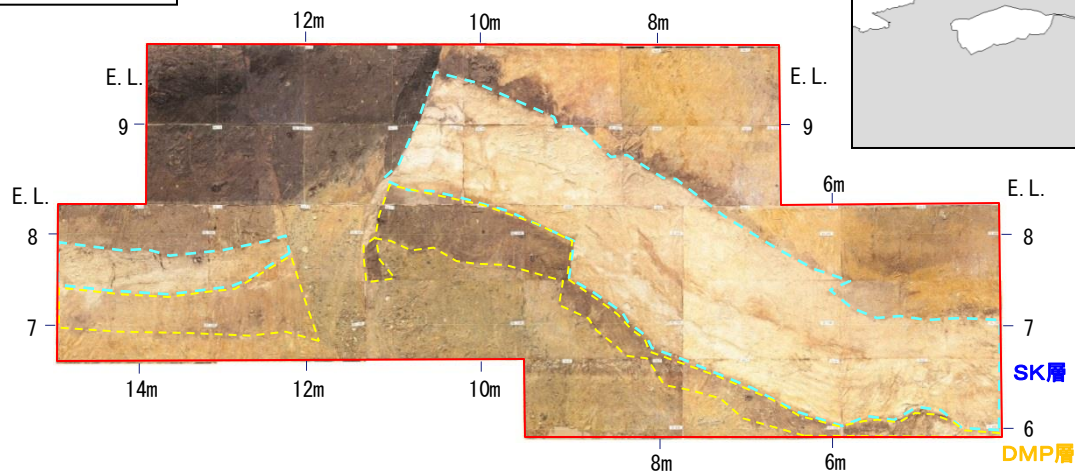 12m 10m 8m
E.L. E.L.
9 9
6m
E.L. E.L.
8 8
7 7
SK層
14m 12m 10m
6
DMP層
8m 6m